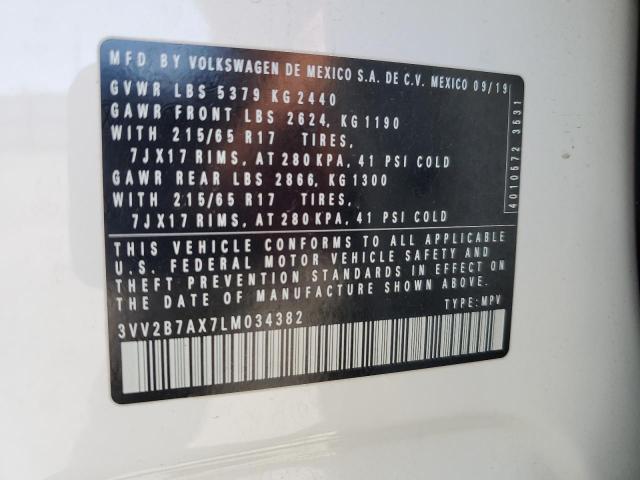 MFD BY VOLKSWAGEN DE MEXICO S.A. DE C.V. MEXICO 09/19
GVWR LBS 5379 KG 2440
GAWR FRONT LBS 2624, KG 1190
WITH 215/65 R17 TIRES,
7JX17 RIMS, AT 280KPA, 41 PSI COLD
GAWR REAR LBS 2866, KG 1300
WITH 215/65 R17 TIRES,
7JX17 RIMS, AT 280 KPA, 41 PSI COLD
THIS VEHICLE CONFORMS TO ALL APPLICABLE
U.S. FEDERAL MOTOR VEHICLE SAFETY AND
THEFT PREVENTION STANDARDS IN EFFECT ON
THE DATE OF MANUFACTURE SHOWN ABOVE.
3VV2B7AX7LM034382 TYPE: MPV
4010572 3531